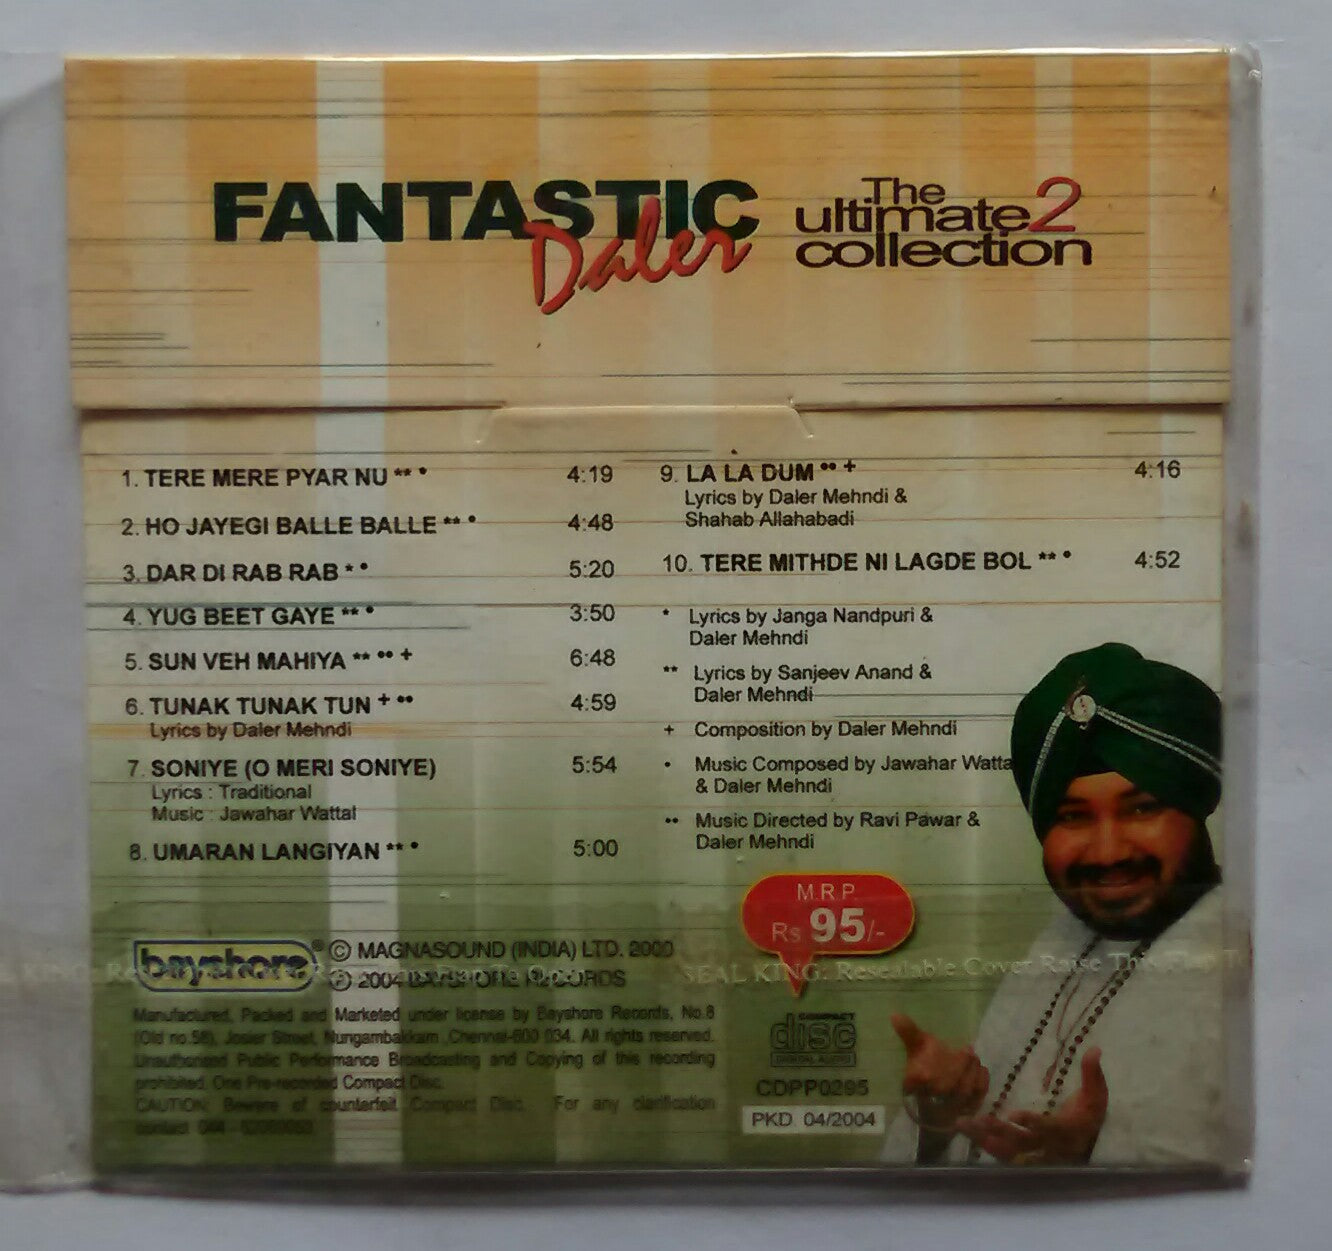 FANTASTIC
Daler
The
ultimate 2
collection
1. TERE MERE PYAR NU ** • 4:19
2. HO JAYEGI BALLE BALLE ** • 4:48
3. DAR DI RAB RAB * • 5:20
4. YUG BEET GAYE ** • 3:50
5. SUN VEH MAHIYA ** •• + 6:48
6. TUNAK TUNAK TUN + •• 4:59
Lyrics by Daler Mehndi
7. SONIYE (O MERI SONIYE) 5:54
Lyrics : Traditional
Music : Jawahar Wattal
8. UMARAN LANGIYAN ** • 5:00
9. LA LA DUM •• + 4:16
Lyrics by Daler Mehndi &
Shahab Allahabadi
10. TERE MITHDE NI LAGDE BOL ** • 4:52
* Lyrics by Janga Nandpuri &
Daler Mehndi
** Lyrics by Sanjeev Anand &
Daler Mehndi
+ Composition by Daler Mehndi
• Music Composed by Jawahar Watta
& Daler Mehndi
•• Music Directed by Ravi Pawar &
Daler Mehndi
M.R.P.
Rs 95/-
bayshore® © MAGNASOUND (INDIA) LTD. 2000
℗ 2004 BAYSHORE RECORDS
SEAL KING: Resealable Cover Raise The Flap
Manufactured, Packed and Marketed under license by Bayshore Records, No.8
(Old no.58), Josier Street, Nungambakkam, Chennai-600 034. All rights reserved.
Unauthorised Public Performance Broadcasting and Copying of this recording
prohibited. One Pre-recorded Compact Disc.
CAUTION: Beware of counterfeit Compact Disc. For any clarification
contact: 044 -
COMPACT
disc
DIGITAL AUDIO
CDPP0295
PKD. 04/2004